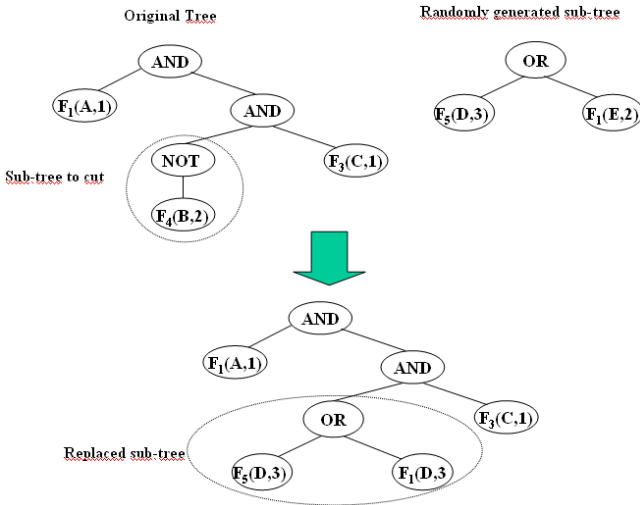 Original Tree
Randomly generated sub-tree
AND
OR
F1(A,1)
AND
F5(D,3)
F1(E,2)
NOT
F3(C,1)
Sub-tree to cut
F4(B,2)
AND
F1(A,1)
AND
OR
F3(C,1)
Replaced sub-tree
F5(D,3)
F1(D,3